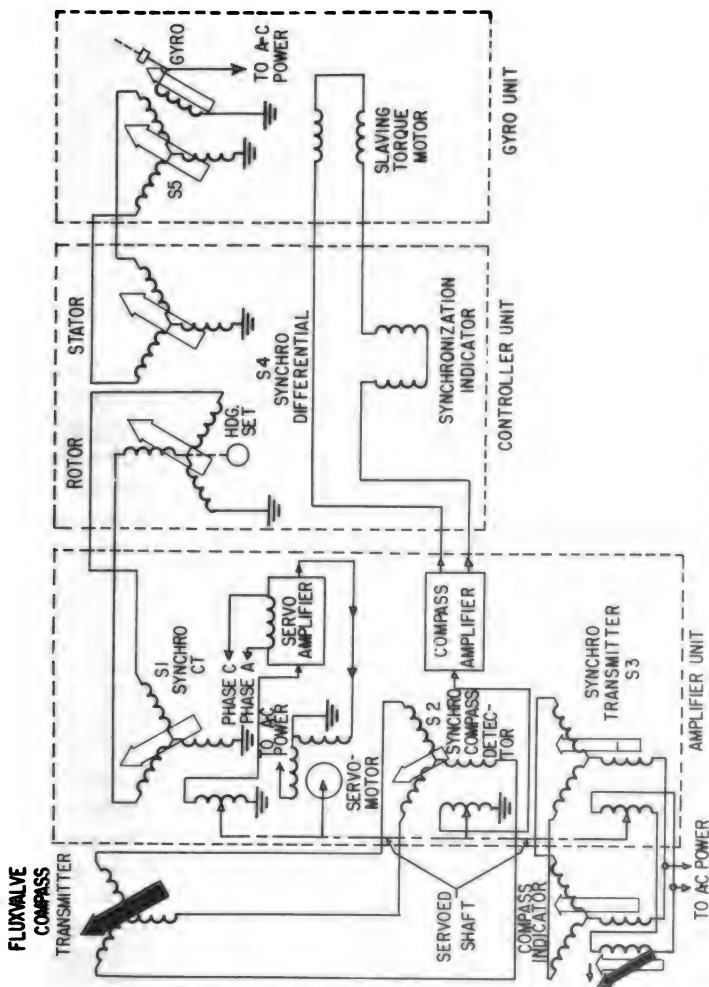 FLUXVALVE
COMPASS
TRANSMITTER
S1
SYNCHRO
CT
PHASE C
PHASE A
SERVO
AMPLIFIER
TO AC
POWER
SERVO-
MOTOR
S2
SYNCHRO
COMPASS
DETEC-
TOR
COMPASS
AMPLIFIER
SERVOED
SHAFT
COMPASS
INDICATOR
SYNCHRO
TRANSMITTER
S3
TO AC POWER
AMPLIFIER UNIT
ROTOR
STATOR
HDG.
SET
S4
SYNCHRO
DIFFERENTIAL
SYNCHRONIZATION
INDICATOR
CONTROLLER UNIT
S5
GYRO
TO A-C
POWER
SLAVING
TORQUE
MOTOR
GYRO UNIT